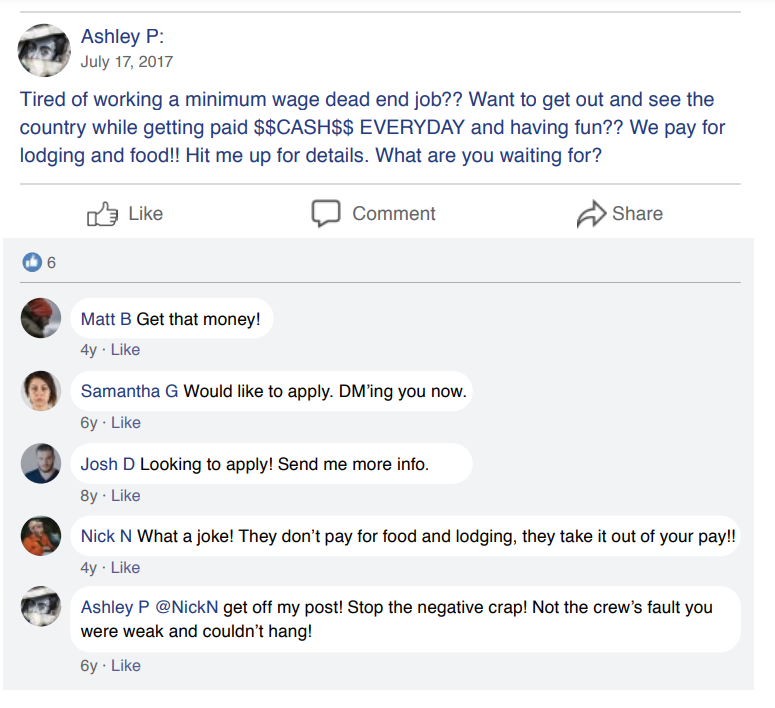 Ashley P:
July 17, 2017
Tired of working a minimum wage dead end job?? Want to get out and see the
country while getting paid $$CASH$$ EVERYDAY and having fun?? We pay for
lodging and food!! Hit me up for details. What are you waiting for?
Like Comment Share
6
Matt B Get that money!
4y · Like
Samantha G Would like to apply. DM’ing you now.
6y · Like
Josh D Looking to apply! Send me more info.
8y · Like
Nick N What a joke! They don’t pay for food and lodging, they take it out of your pay!!
4y · Like
Ashley P @NickN get off my post! Stop the negative crap! Not the crew’s fault you
were weak and couldn’t hang!
6y · Like